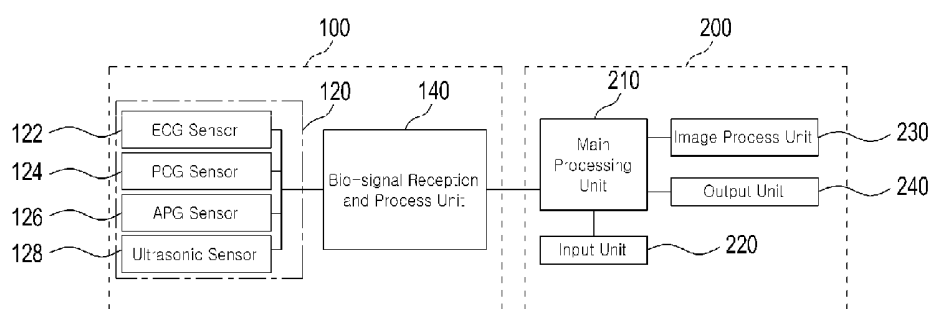 100
200
120
140
210
122
ECG Sensor
124
PCG Sensor
126
APG Sensor
128
Ultrasonic Sensor
Bio-signal Reception
and Process Unit
Main
Processing
Unit
Image Process Unit
230
Output Unit
240
Input Unit
220